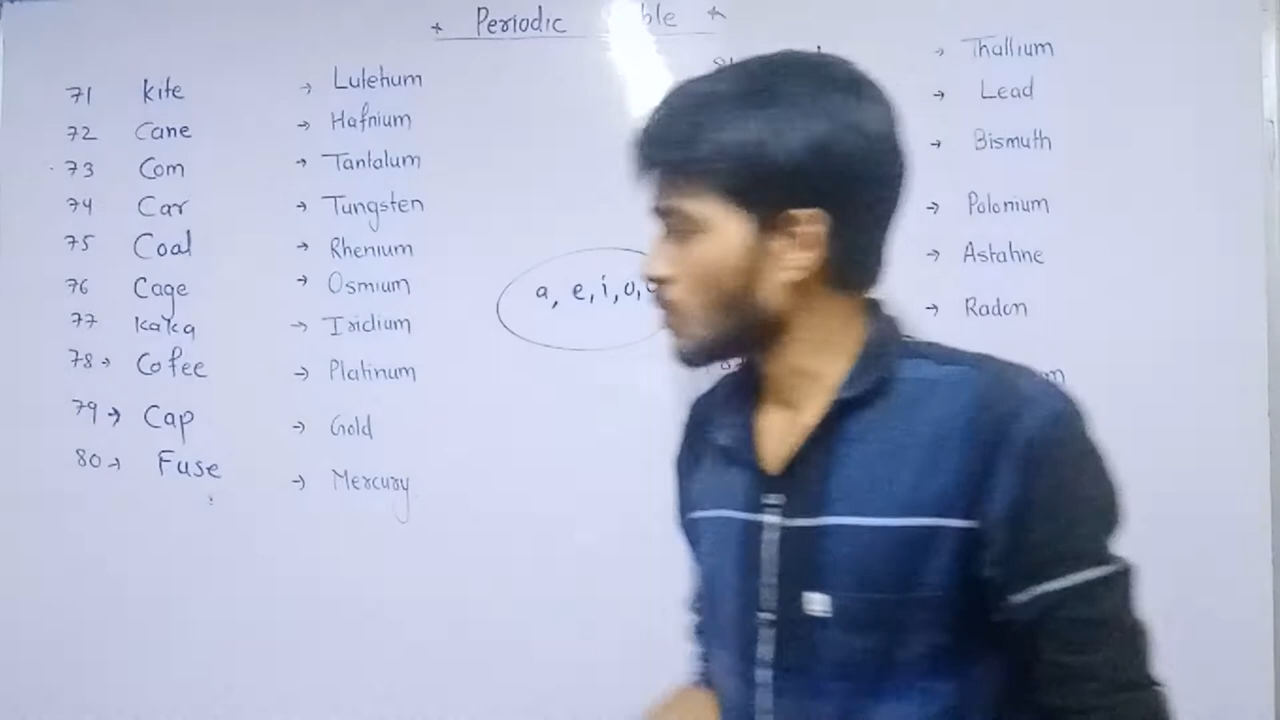 * Periodic ble *
71 Kite → Lutetium
72 Cane → Hafnium
73 Com → Tantalum
74 Car → Tungsten
75 Coal → Rhenium
76 Cage → Osmium
77 Kaka → Iridium
78 → Cofee → Platinum
79 → Cap → Gold
80 → Fuse → Mercury
a, e, i, o,
→ Thallium
→ Lead
→ Bismuth
→ Polonium
→ Astatine
→ Radon